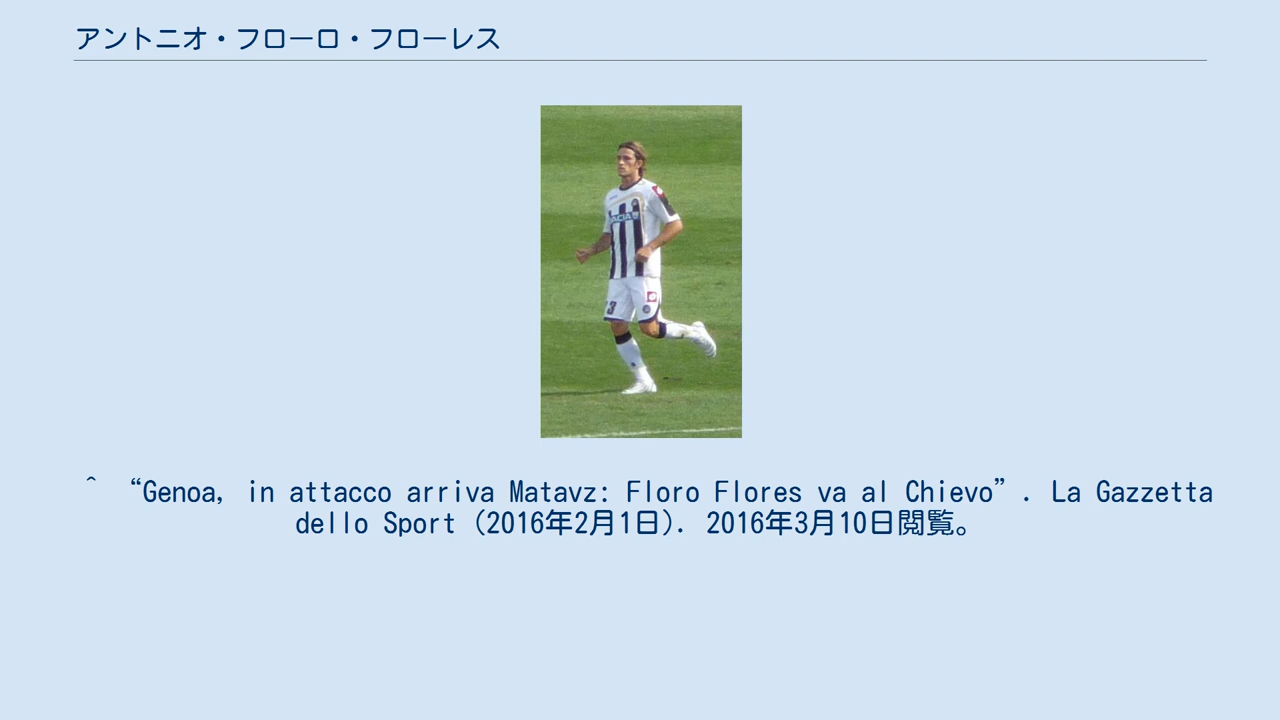 アントニオ・フローロ・フローレス
DACIA
3
^ “Genoa, in attacco arriva Matavz: Floro Flores va al Chievo”. La Gazzetta
dello Sport (2016年2月1日). 2016年3月10日閲覧。